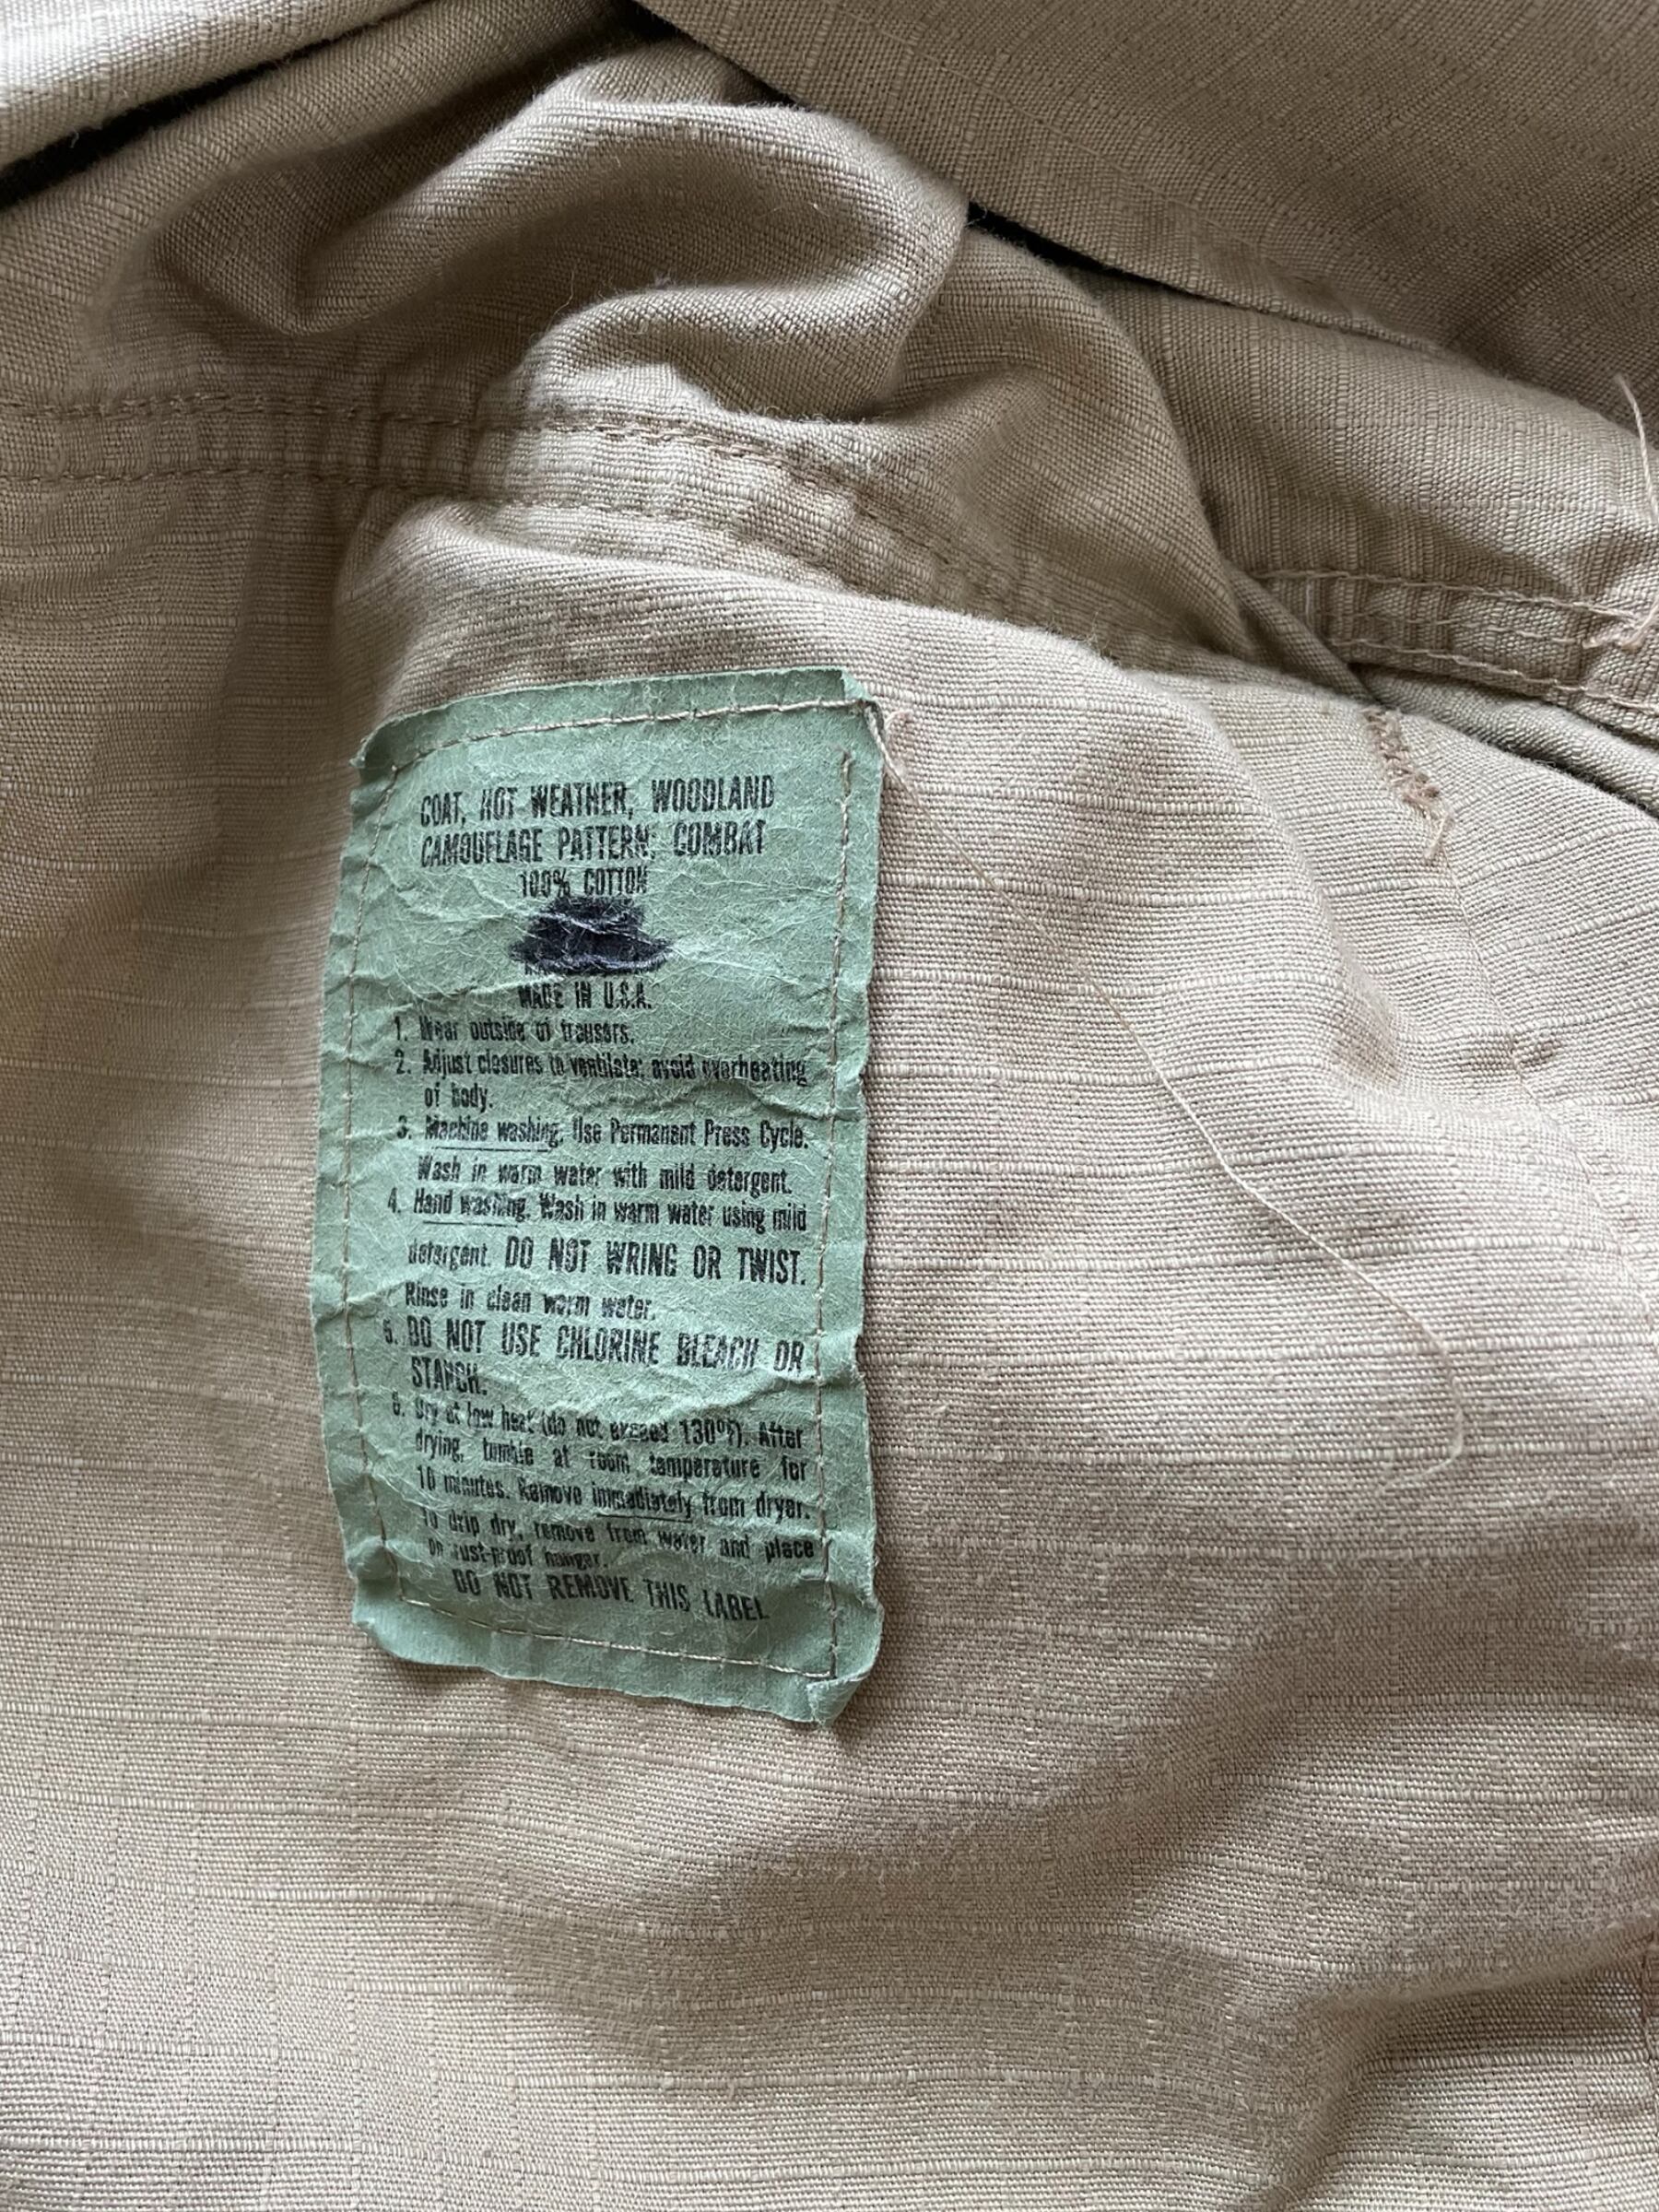 COAT, HOT WEATHER, WOODLAND
CAMOUFLAGE PATTERN: COMBAT
100% COTTON
MADE IN U.S.A.
1. Wear outside of trousers.
2. Adjust closures to ventilate: avoid overheating
of body.
3. Machine washing. Use Permanent Press Cycle.
Wash in warm water with mild detergent.
4. Hand washing. Wash in warm water using mild
detergent. DO NOT WRING OR TWIST.
Rinse in clean warm water.
5. DO NOT USE CHLORINE BLEACH OR
STARCH.
6. Dry at low heat (do not exceed 130°F). After
drying, tumble at room temperature for
10 minutes. Remove immediately from dryer.
To drip dry, remove from water and place
on rust-proof hanger.
DO NOT REMOVE THIS LABEL